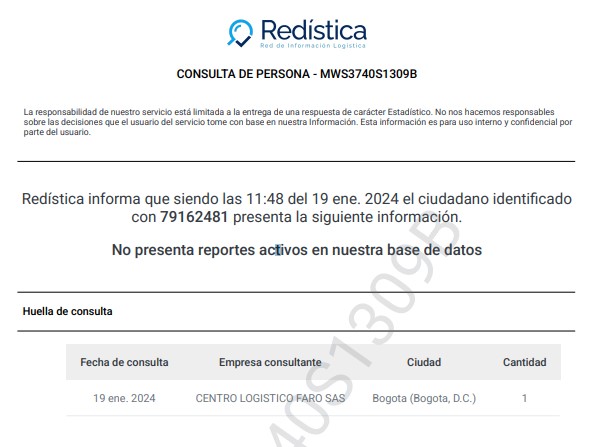 Redística
Red de Información Logística
CONSULTA DE PERSONA - MWS3740S1309B
La responsabilidad de nuestro servicio está limitada a la entrega de una respuesta de carácter Estadístico. No nos hacemos responsables
sobre las decisiones que el usuario del servicio tome con base en nuestra Información. Esta información es para uso interno y confidencial por
parte del usuario.
Redística informa que siendo las 11:48 del 19 ene. 2024 el ciudadano identificado
con 79162481 presenta la siguiente información.
No presenta reportes activos en nuestra base de datos
Huella de consulta
Fecha de consulta Empresa consultante Ciudad Cantidad
19 ene. 2024 CENTRO LOGISTICO FARO SAS Bogota (Bogota, D.C.) 1
40S1309B